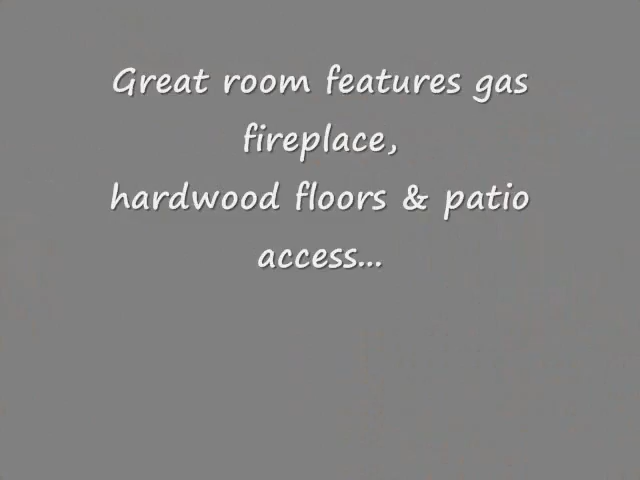 Great room features gas
fireplace,
hardwood floors & patio
access...